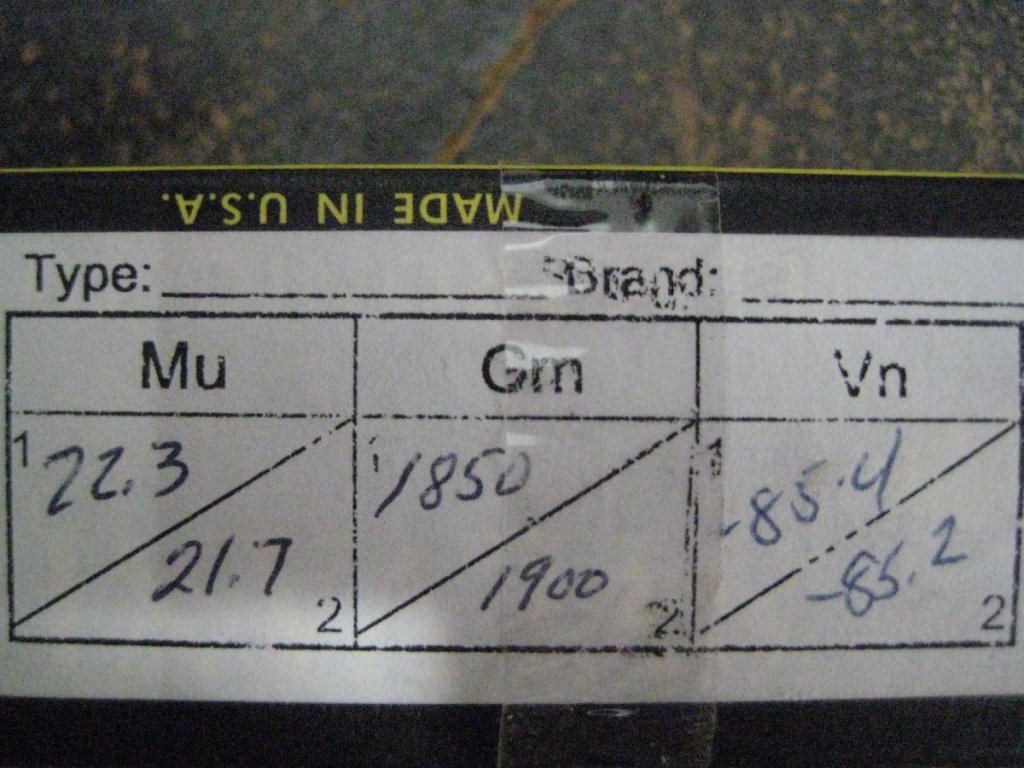 MADE IN U.S.A.
Type: Brand:
Mu Grm Vn
1 22.3 1 1850 1 -85.4
21.7 2 1900 2 -85.2 2